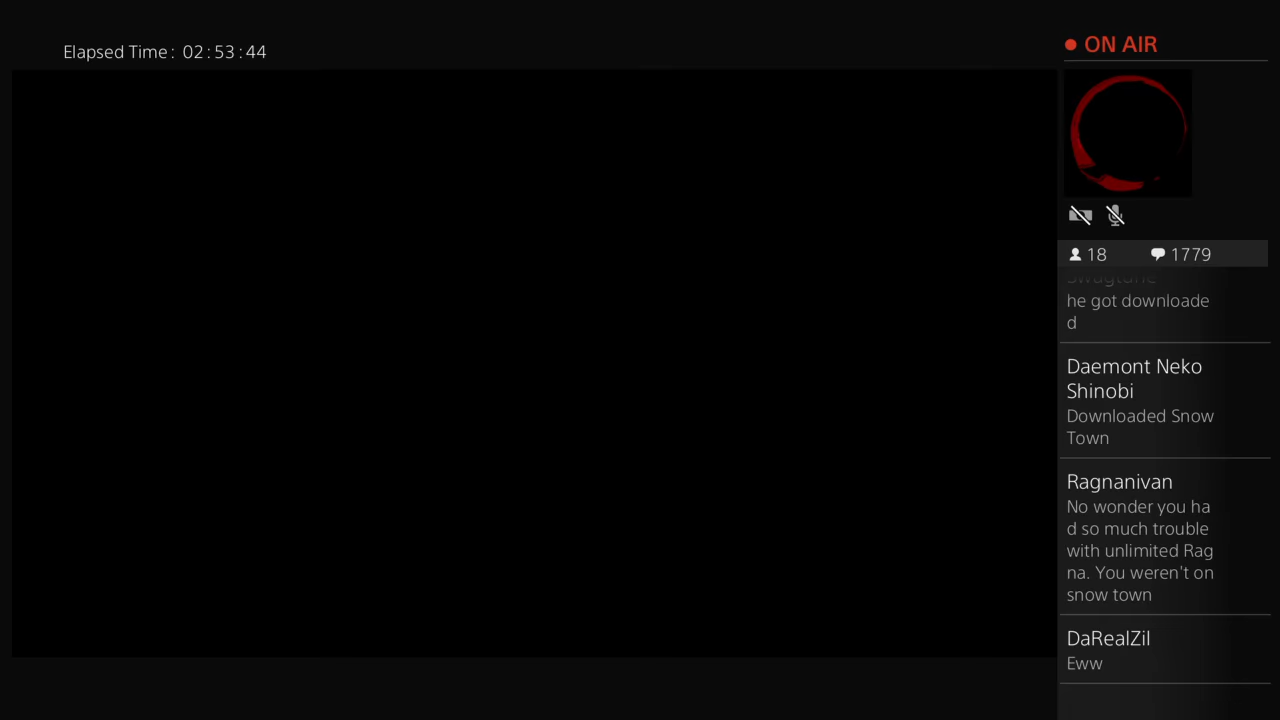 Elapsed Time: 02:53:44
ON AIR
18 1779
he got downloade
d
Daemont Neko
Shinobi
Downloaded Snow
Town
Ragnanivan
No wonder you ha
d so much trouble
with unlimited Rag
na. You weren't on
snow town
DaRealZil
Eww